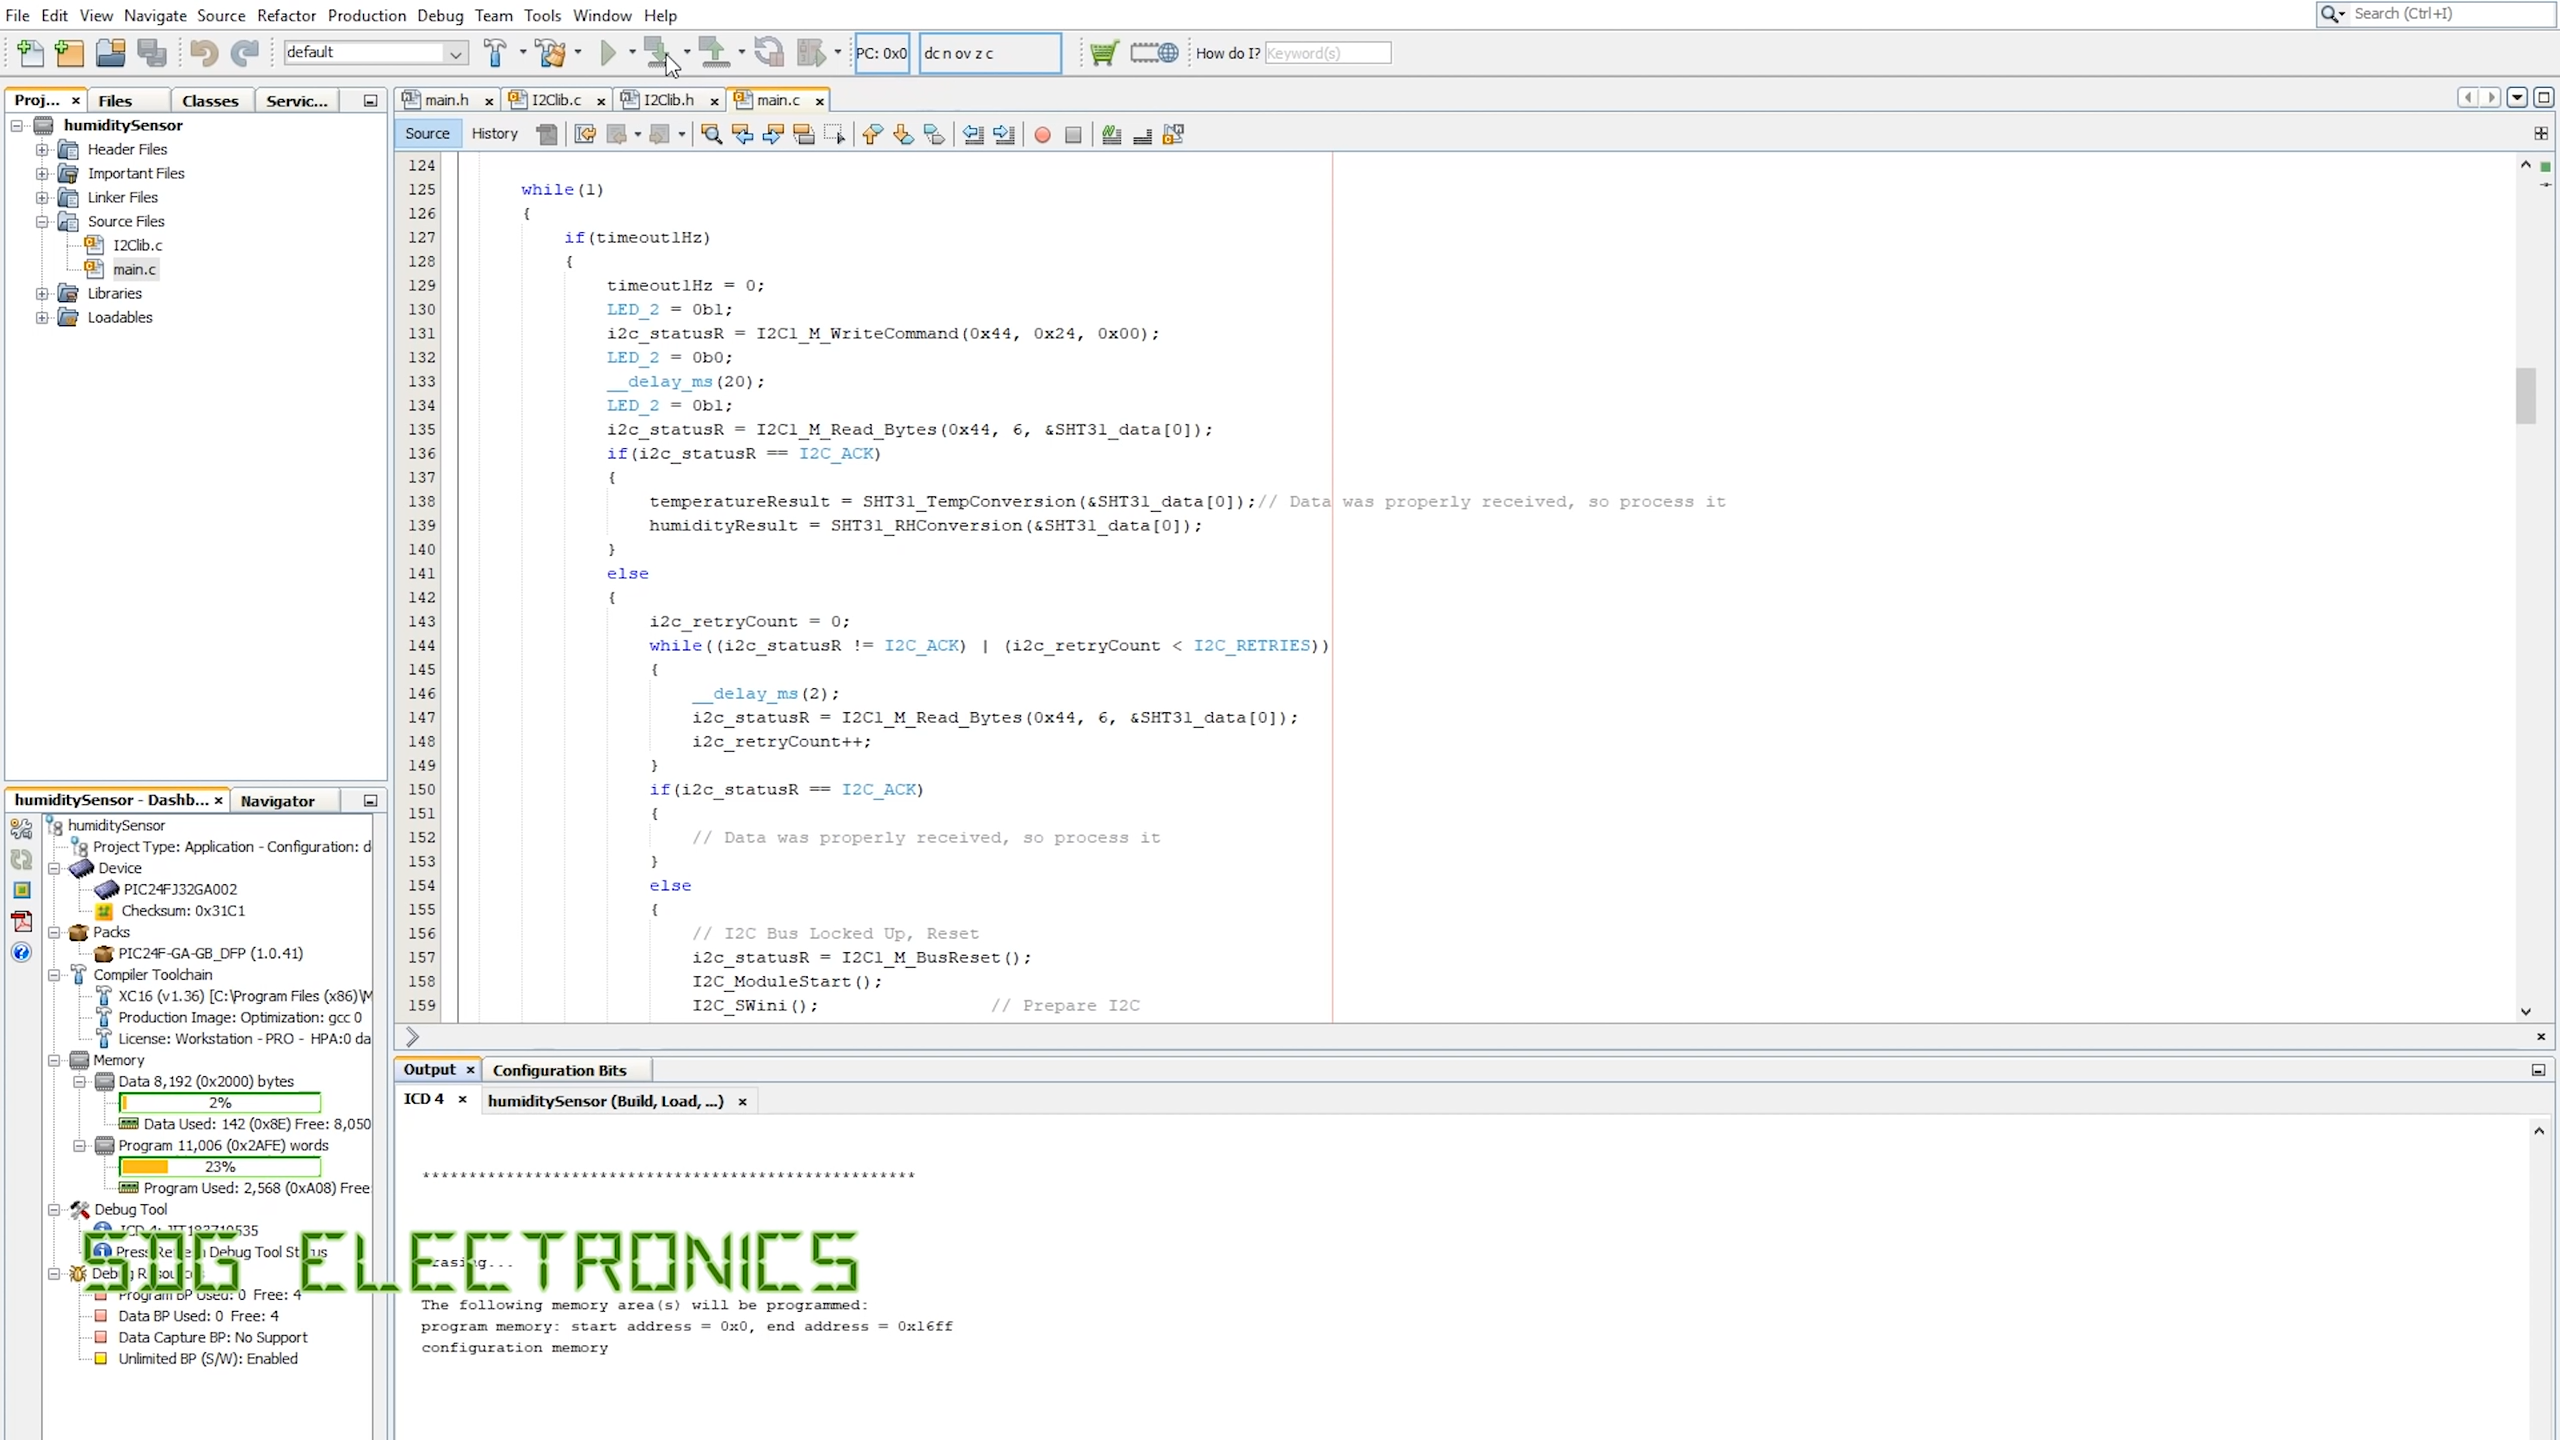 File Edit View Navigate Source Refactor Production Debug Team Tools Window Help
Search (Ctrl+I)
default
PC: 0x0
dc n ov z c
How do I?
Keyword(s)
Proj...
Files
Classes
Servic...
humiditySensor
Header Files
Important Files
Linker Files
Source Files
I2Clib.c
main.c
Libraries
Loadables
main.h
I2Clib.c
I2Clib.h
main.c
Source
History
124
125 while(1)
126 {
127 if(timeout1Hz)
128 {
129 timeout1Hz = 0;
130 LED_2 = 0b1;
131 i2c_statusR = I2C1_M_WriteCommand(0x44, 0x24, 0x00);
132 LED_2 = 0b0;
133 __delay_ms(20);
134 LED_2 = 0b1;
135 i2c_statusR = I2C1_M_Read_Bytes(0x44, 6, &SHT31_data[0]);
136 if(i2c_statusR == I2C_ACK)
137 {
138 temperatureResult = SHT31_TempConversion(&SHT31_data[0]);// Data was properly received, so process it
139 humidityResult = SHT31_RHConversion(&SHT31_data[0]);
140 }
141 else
142 {
143 i2c_retryCount = 0;
144 while((i2c_statusR != I2C_ACK) | (i2c_retryCount < I2C_RETRIES))
145 {
146 __delay_ms(2);
147 i2c_statusR = I2C1_M_Read_Bytes(0x44, 6, &SHT31_data[0]);
148 i2c_retryCount++;
149 }
150 if(i2c_statusR == I2C_ACK)
151 {
152 // Data was properly received, so process it
153 }
154 else
155 {
156 // I2C Bus Locked Up, Reset
157 i2c_statusR = I2C1_M_BusReset();
158 I2C_ModuleStart();
159 I2C_SWini(); // Prepare I2C
humiditySensor - Dashb...
Navigator
humiditySensor
Project Type: Application - Configuration: d
Device
PIC24FJ32GA002
Checksum: 0x31C1
Packs
PIC24F-GA-GB_DFP (1.0.41)
Compiler Toolchain
XC16 (v1.36) [C:\Program Files (x86)\M
Production Image: Optimization: gcc 0
License: Workstation - PRO - HPA:0 da
Memory
Data 8,192 (0x2000) bytes
2%
Data Used: 142 (0x8E) Free: 8,050
Program 11,006 (0x2AFE) words
23%
Program Used: 2,568 (0xA08) Free
Debug Tool
Debug Tool Status
Program BP Used: 0 Free: 4
Data BP Used: 0 Free: 4
Data Capture BP: No Support
Unlimited BP (S/W): Enabled
SDG ELECTRONICS
Output
Configuration Bits
ICD 4
humiditySensor (Build, Load, ...)
*****************************************************
The following memory area(s) will be programmed:
program memory: start address = 0x0, end address = 0x16ff
configuration memory